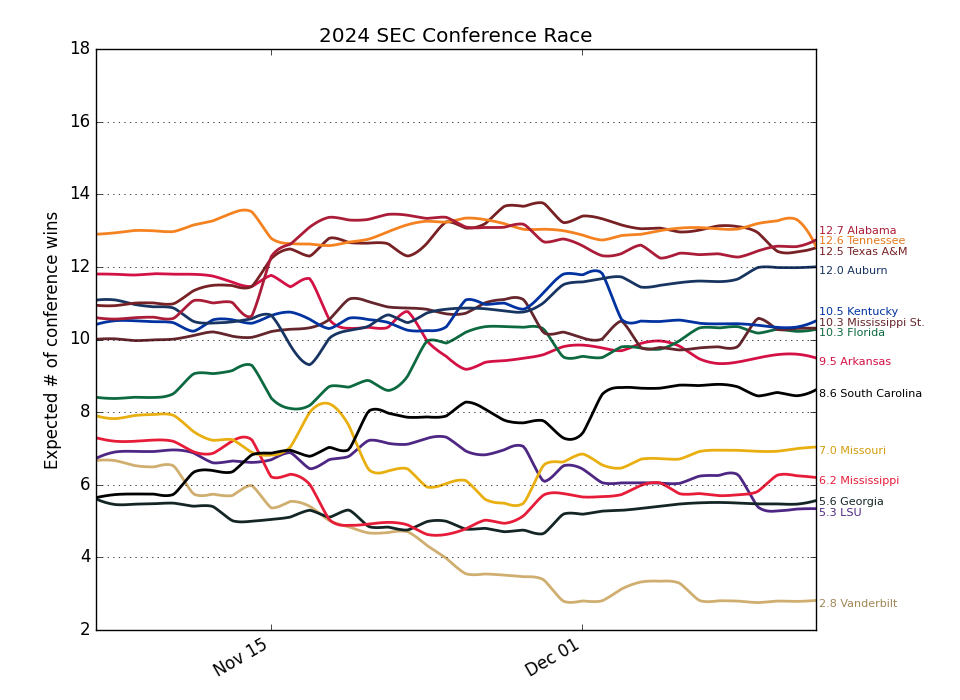 2024 SEC Conference Race
Expected # of conference wins
18
16
14
12
10
8
6
4
2
Nov 15
Dec 01
12.7 Alabama
12.6 Tennessee
12.5 Texas A&M
12.0 Auburn
10.5 Kentucky
10.3 Mississippi St.
10.3 Florida
9.5 Arkansas
8.6 South Carolina
7.0 Missouri
6.2 Mississippi
5.6 Georgia
5.3 LSU
2.8 Vanderbilt